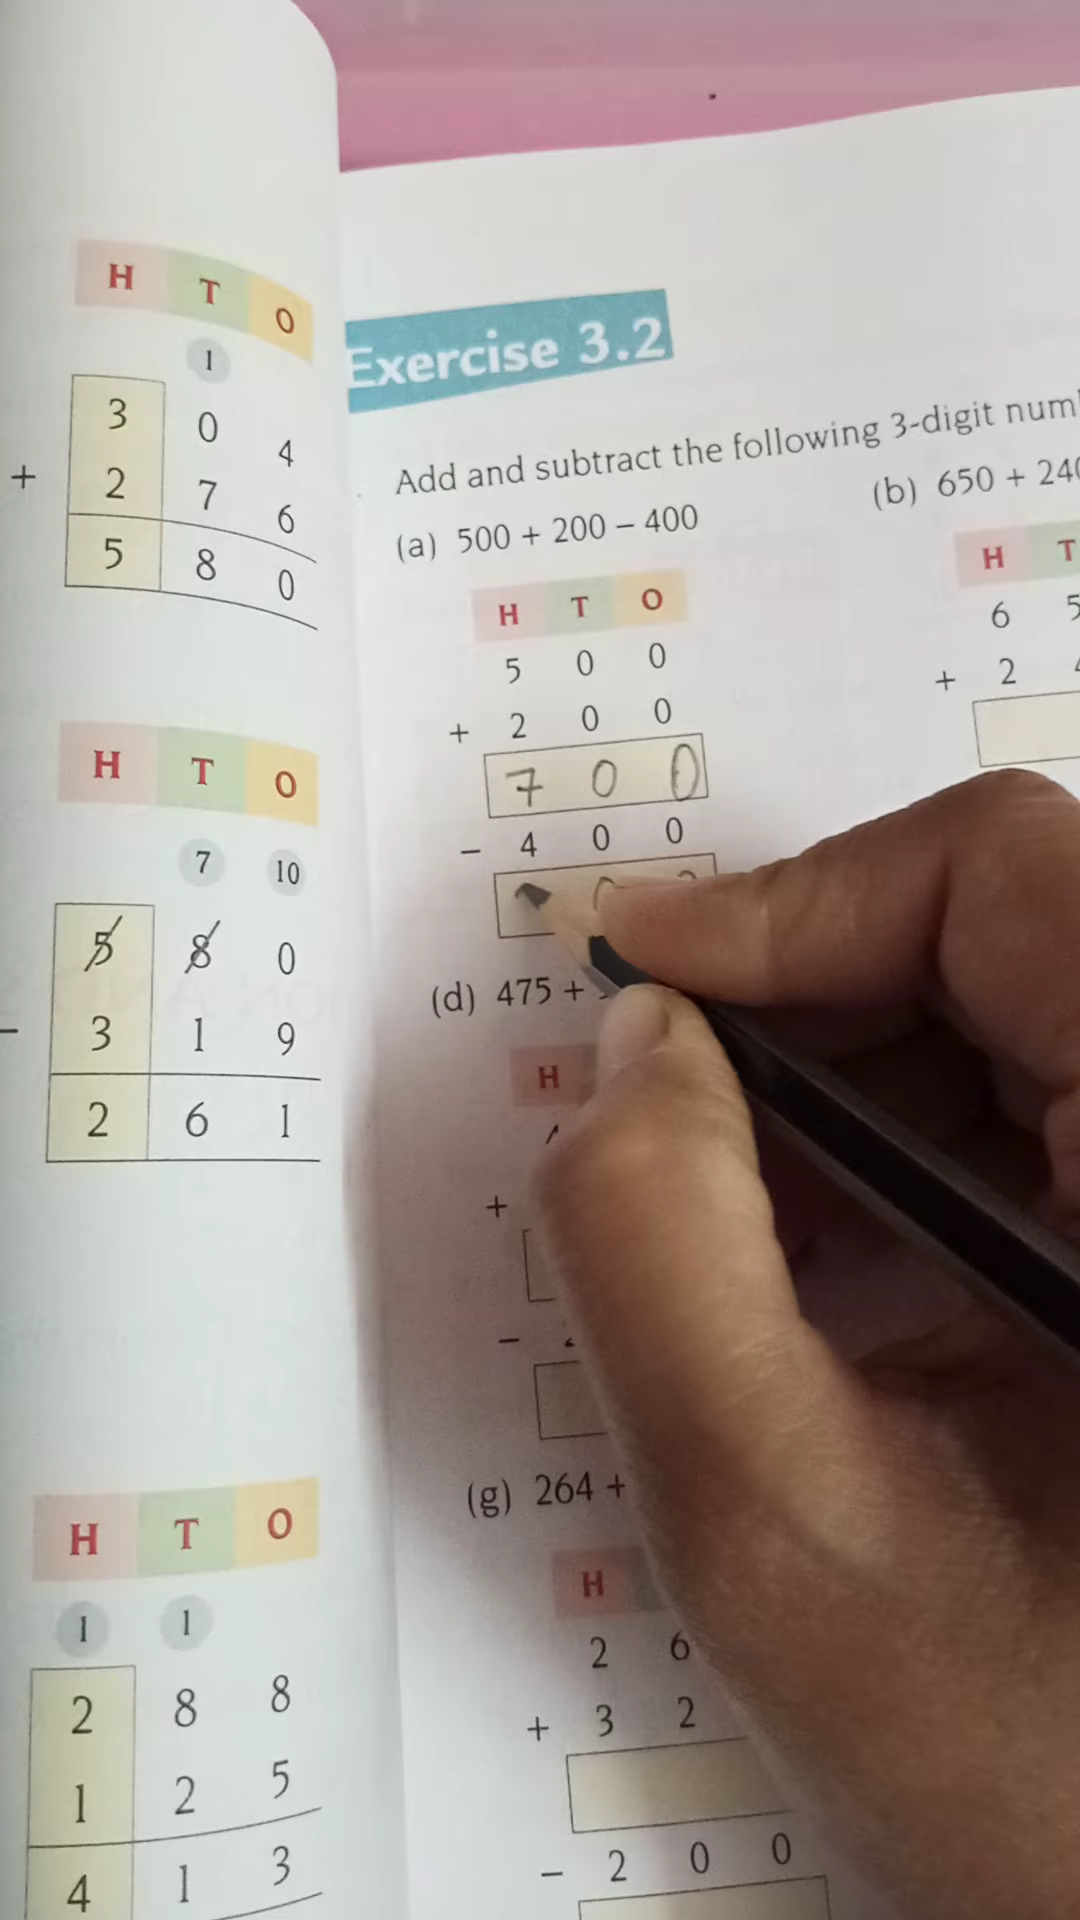 H T O
1
3 0 4
+ 2 7 6
5 8 0
H T O
7 10
5 8 0
- 3 1 9
2 6 1
H T O
1 1
2 8 8
1 2 5
4 1 3
Exercise 3.2
Add and subtract the following 3-digit
(a) 500 + 200 – 400
H T O
5 0 0
+ 2 0 0
7 0 0
– 4 0 0
(b) 650 +
H T
6 5
+ 2
(d) 475 +
H
+
–
(g) 264 +
H
2 6
+ 3 2
– 2 0 0